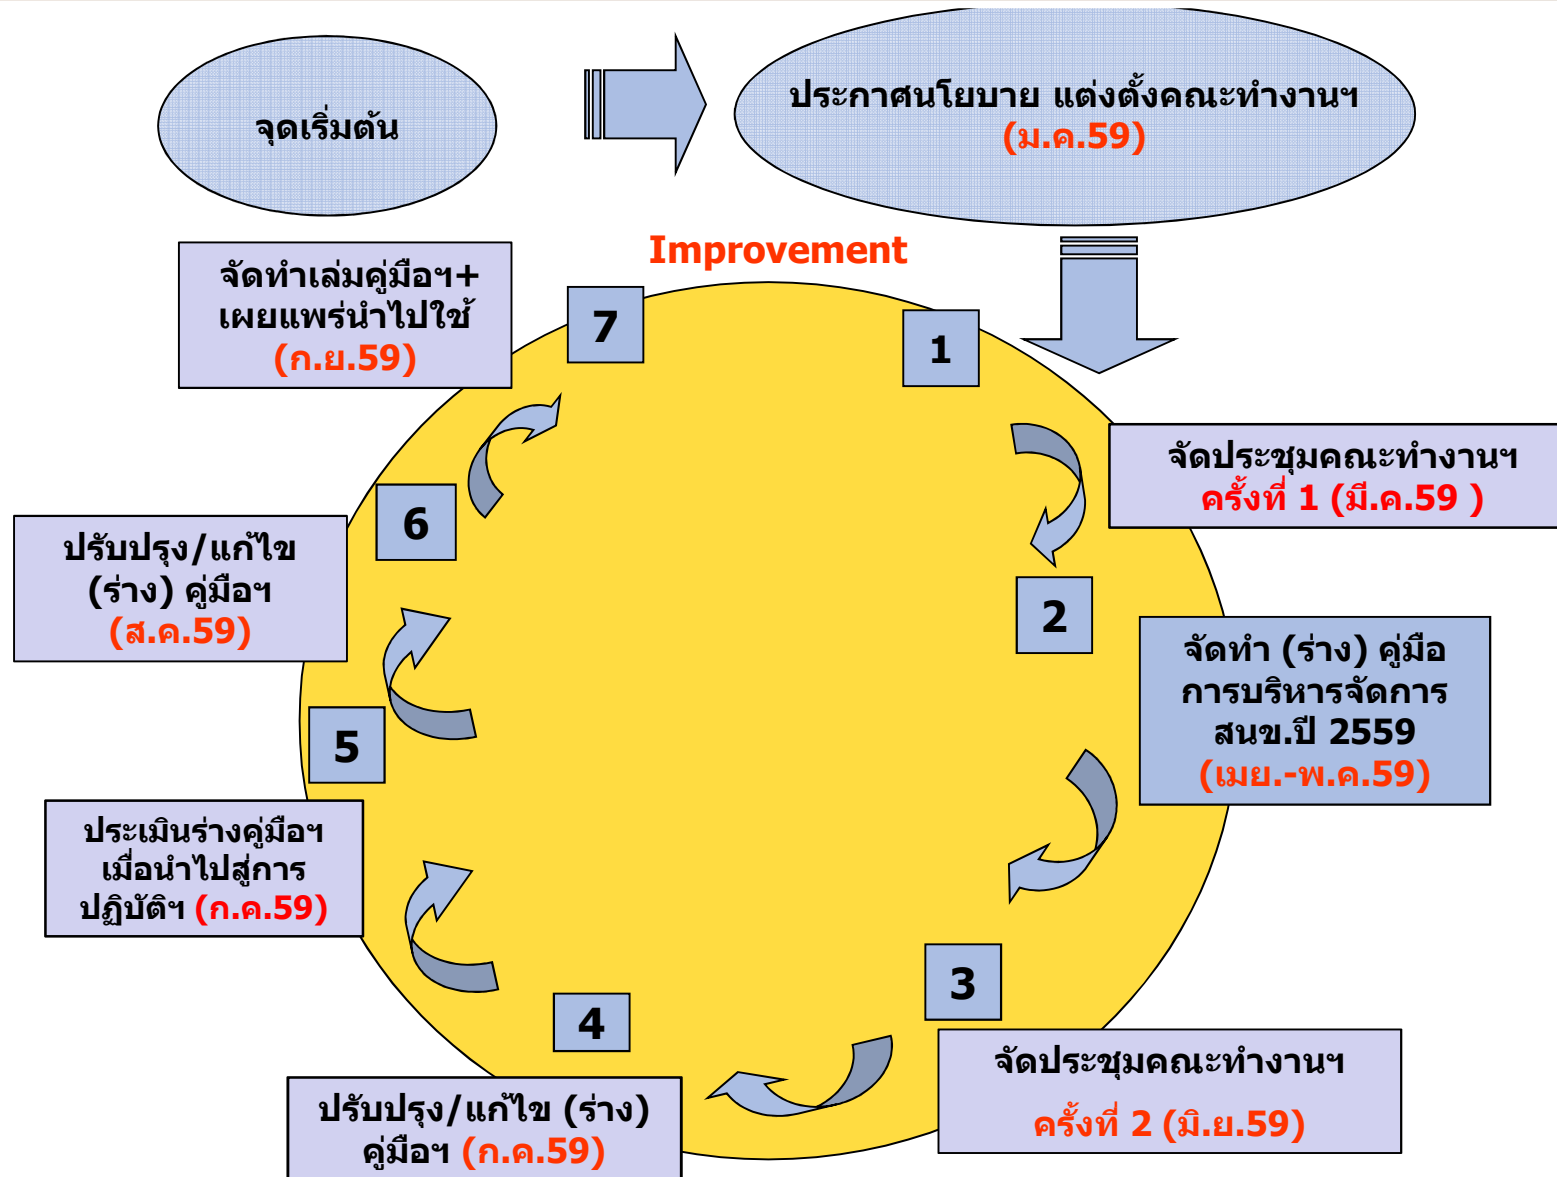 จุดเริ่มต้น
ประกาศนโยบาย แต่งตั้งคณะทำงานฯ
(ม.ค.59)
Improvement
1
จัดประชุมคณะทำงานฯ
ครั้งที่ 1 (มี.ค.59 )
2
จัดทำ (ร่าง) คู่มือ
การบริหารจัดการ
สนข.ปี 2559
(เมย.-พ.ค.59)
3
จัดประชุมคณะทำงานฯ
ครั้งที่ 2 (มิ.ย.59)
4
ปรับปรุง/แก้ไข (ร่าง)
คู่มือฯ (ก.ค.59)
5
ประเมินร่างคู่มือฯ
เมื่อนำไปสู่การ
ปฏิบัติฯ (ก.ค.59)
6
ปรับปรุง/แก้ไข
(ร่าง) คู่มือฯ
(ส.ค.59)
7
จัดทำเล่มคู่มือฯ+
เผยแพร่นำไปใช้
(ก.ย.59)